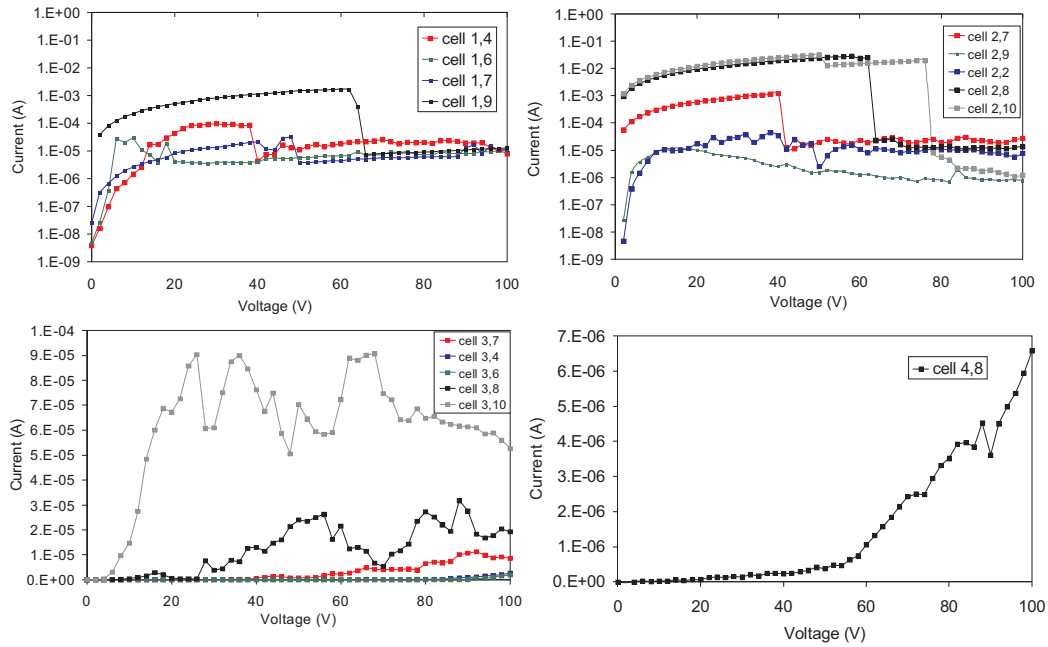 1.E+00
1.E-01
1.E-02
1.E-03
1.E-04
1.E-05
1.E-06
1.E-07
1.E-08
1.E-09
Current (A)
0 20 40 60 80 100
Voltage (V)
cell 1,4
cell 1,6
cell 1,7
cell 1,9
1.E+00
1.E-01
1.E-02
1.E-03
1.E-04
1.E-05
1.E-06
1.E-07
1.E-08
1.E-09
Current (A)
0 20 40 60 80 100
Voltage (V)
cell 2,7
cell 2,9
cell 2,2
cell 2,8
cell 2,10
1.E-04
9.E-05
8.E-05
7.E-05
6.E-05
5.E-05
4.E-05
3.E-05
2.E-05
1.E-05
0.E+00
Current (A)
0 20 40 60 80 100
Voltage (V)
cell 3,7
cell 3,4
cell 3,6
cell 3,8
cell 3,10
7.E-06
6.E-06
5.E-06
4.E-06
3.E-06
2.E-06
1.E-06
0.E+00
Current (A)
0 20 40 60 80 100
Voltage (V)
cell 4,8